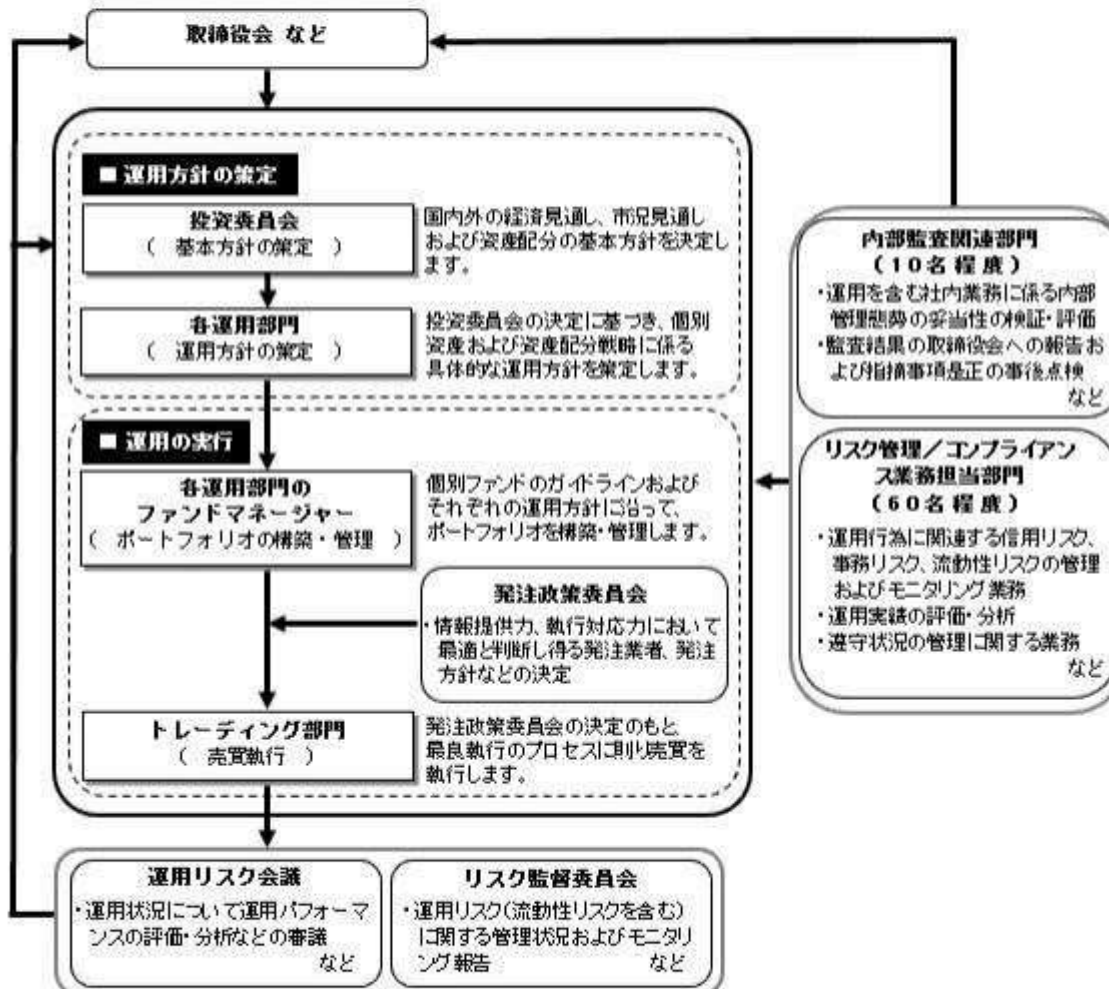 取締役会 など
■ 運用方針の策定
投資委員会
( 基本方針の策定 )
国内外の経済見通し、市況見通し
および資産配分の基本方針を決定し
ます。
各運用部門
( 運用方針の策定 )
投資委員会の決定に基づき、個別
資産および資産配分戦略に係る
具体的な運用方針を策定します。
■ 運用の実行
各運用部門の
ファンドマネージャー
( ポートフォリオの構築・管理 )
個別ファンドのガイドラインおよび
それぞれの運用方針に沿って、
ポートフォリオを構築・管理します。
発注政策委員会
・情報提供力、執行対応力において
最適と判断し得る発注業者、発注
方針などの決定
トレーディング部門
( 売買執行 )
発注政策委員会の決定のもと
最良執行のプロセスに則り売買を
執行します。
内部監査関連部門
(10名程度)
・運用を含む社内業務に係る内部
管理態勢の妥当性の検証・評価
・監査結果の取締役会への報告お
よび指摘事項是正の事後点検
など
リスク管理/コンプライアン
ス業務担当部門
(60名程度)
・運用行為に関連する信用リスク、
事務リスク、流動性リスクの管理
およびモニタリング業務
・運用実績の評価・分析
・遵守状況の管理に関する業務
など
運用リスク会議
・運用状況について運用パフォーマ
ンスの評価・分析などの審議
など
リスク監督委員会
・運用リスク(流動性リスクを含む)
に関する管理状況およびモニタリ
ング報告 など